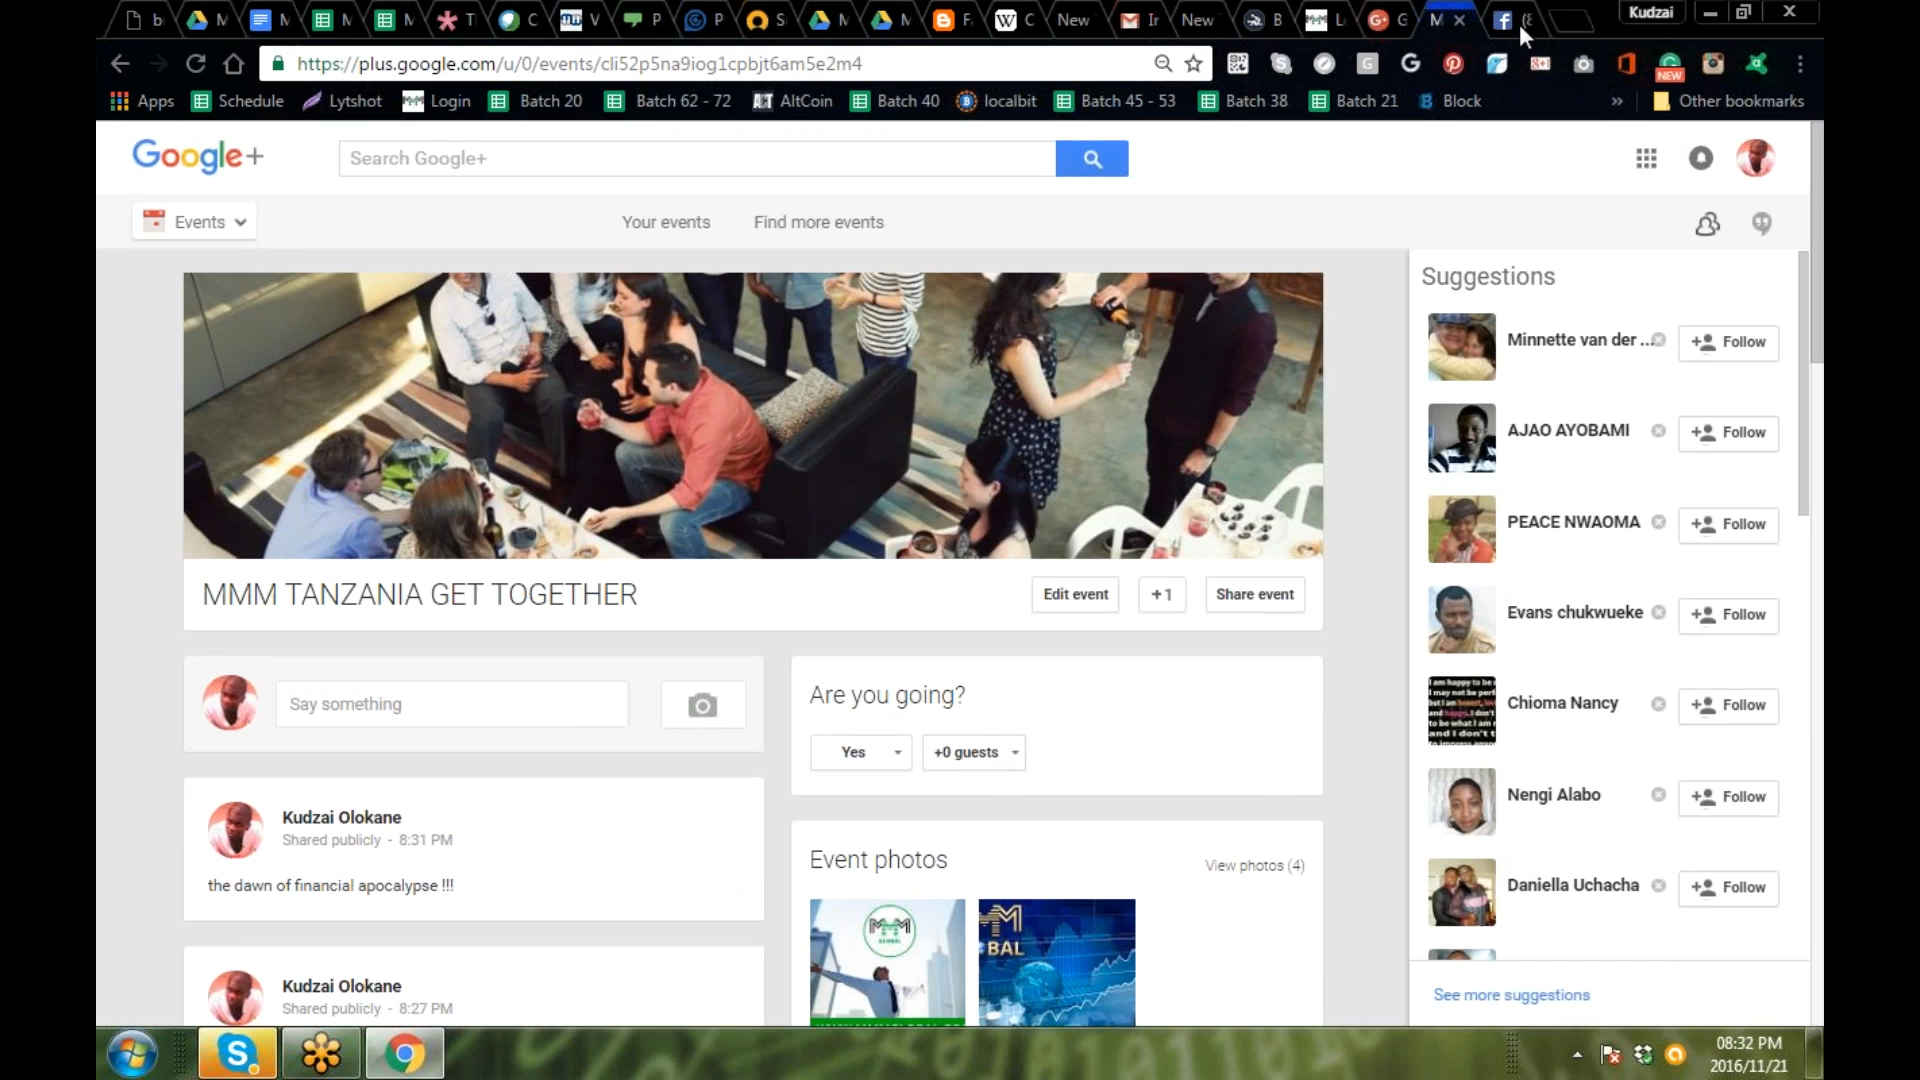 Kudzai
https://plus.google.com/u/0/events/cli52p5na9iog1cpbjt6am5e2m4
NEW
Apps Schedule Lytshot Login Batch 20 Batch 62 - 72 AltCoin Batch 40 localbit Batch 45 - 53 Batch 38 Batch 21 Block » Other bookmarks
Google+
Search Google+
Events Your events Find more events
MMM TANZANIA GET TOGETHER
Edit event +1 Share event
Say something
Kudzai Olokane
Shared publicly - 8:31 PM
the dawn of financial apocalypse !!!
Kudzai Olokane
Shared publicly - 8:27 PM
Are you going?
Yes +0 guests
Event photos
View photos (4)
Suggestions
Minnette van der ... Follow
AJAO AYOBAMI Follow
PEACE NWAOMA Follow
Evans chukwueke Follow
Chioma Nancy Follow
Nengi Alabo Follow
Daniella Uchacha Follow
See more suggestions
08:32 PM
2016/11/21